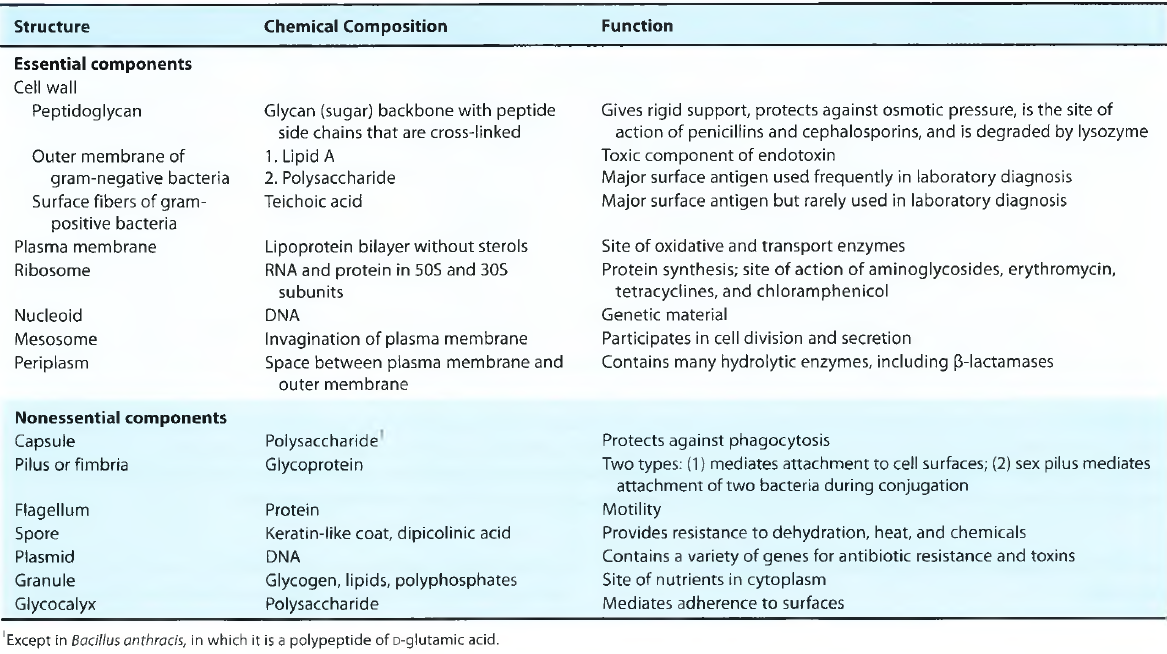 Structure Chemical Composition Function
Essential components
Cell wall
Peptidoglycan Glycan (sugar) backbone with peptide Gives rigid support, protects against osmotic pressure, is the site of
side chains that are cross-linked action of penicillins and cephalosporins, and is degraded by lysozyme
Outer membrane of 1. Lipid A Toxic component of endotoxin
gram-negative bacteria 2. Polysaccharide Major surface antigen used frequently in laboratory diagnosis
Surface fibers of gram- Teichoic acid Major surface antigen but rarely used in laboratory diagnosis
positive bacteria
Plasma membrane Lipoprotein bilayer without sterols Site of oxidative and transport enzymes
Ribosome RNA and protein in 50S and 30S Protein synthesis; site of action of aminoglycosides, erythromycin,
subunits tetracyclines, and chloramphenicol
Nucleoid DNA Genetic material
Mesosome Invagination of plasma membrane Participates in cell division and secretion
Periplasm Space between plasma membrane and Contains many hydrolytic enzymes, including β-lactamases
outer membrane
Nonessential components
Capsule Polysaccharide¹ Protects against phagocytosis
Pilus or fimbria Glycoprotein Two types: (1) mediates attachment to cell surfaces; (2) sex pilus mediates
attachment of two bacteria during conjugation
Flagellum Protein Motility
Spore Keratin-like coat, dipicolinic acid Provides resistance to dehydration, heat, and chemicals
Plasmid DNA Contains a variety of genes for antibiotic resistance and toxins
Granule Glycogen, lipids, polyphosphates Site of nutrients in cytoplasm
Glycocalyx Polysaccharide Mediates adherence to surfaces
¹Except in Bacillus anthracis, in which it is a polypeptide of D-glutamic acid.